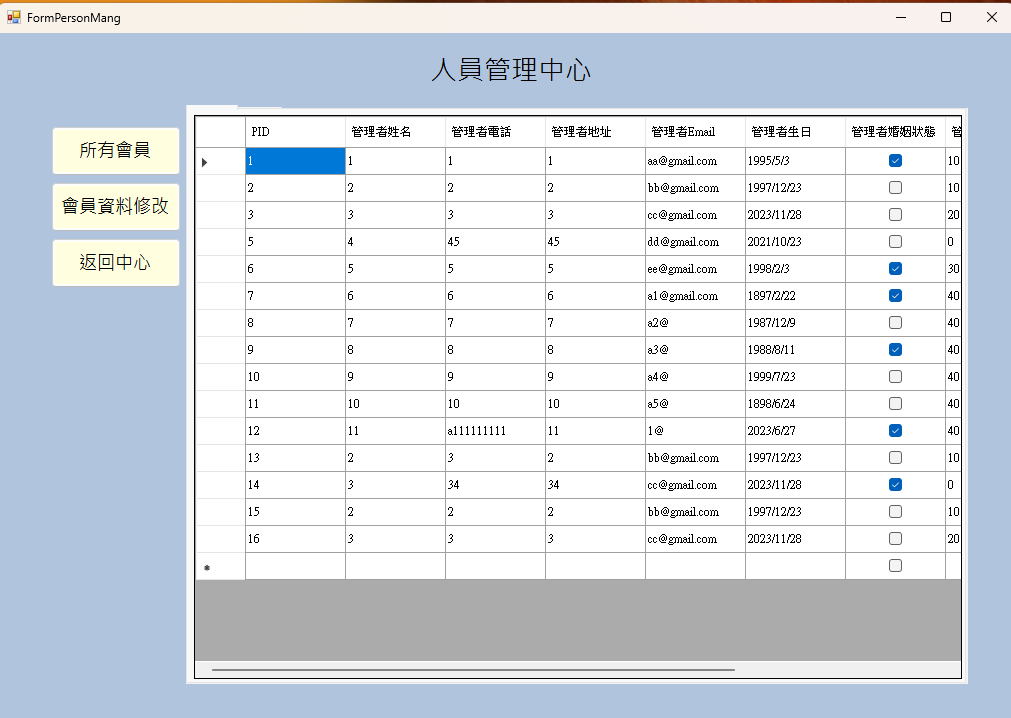 FormPersonMang
人員管理中心
所有會員
會員資料修改
返回中心
PID 管理者姓名 管理者電話 管理者地址 管理者Email 管理者生日 管理者婚姻狀態 管
1 1 1 1 aa@gmail.com 1995/5/3 10
2 2 2 2 bb@gmail.com 1997/12/23 10
3 3 3 3 cc@gmail.com 2023/11/28 20
5 4 45 45 dd@gmail.com 2021/10/23 0
6 5 5 5 ee@gmail.com 1998/2/3 30
7 6 6 6 a1@gmail.com 1897/2/22 40
8 7 7 7 a2@ 1987/12/9 40
9 8 8 8 a3@ 1988/8/11 40
10 9 9 9 a4@ 1999/7/23 40
11 10 10 10 a5@ 1898/6/24 40
12 11 a111111111 11 1@ 2023/6/27 40
13 2 3 2 bb@gmail.com 1997/12/23 10
14 3 34 34 cc@gmail.com 2023/11/28 0
15 2 2 2 bb@gmail.com 1997/12/23 10
16 3 3 3 cc@gmail.com 2023/11/28 20